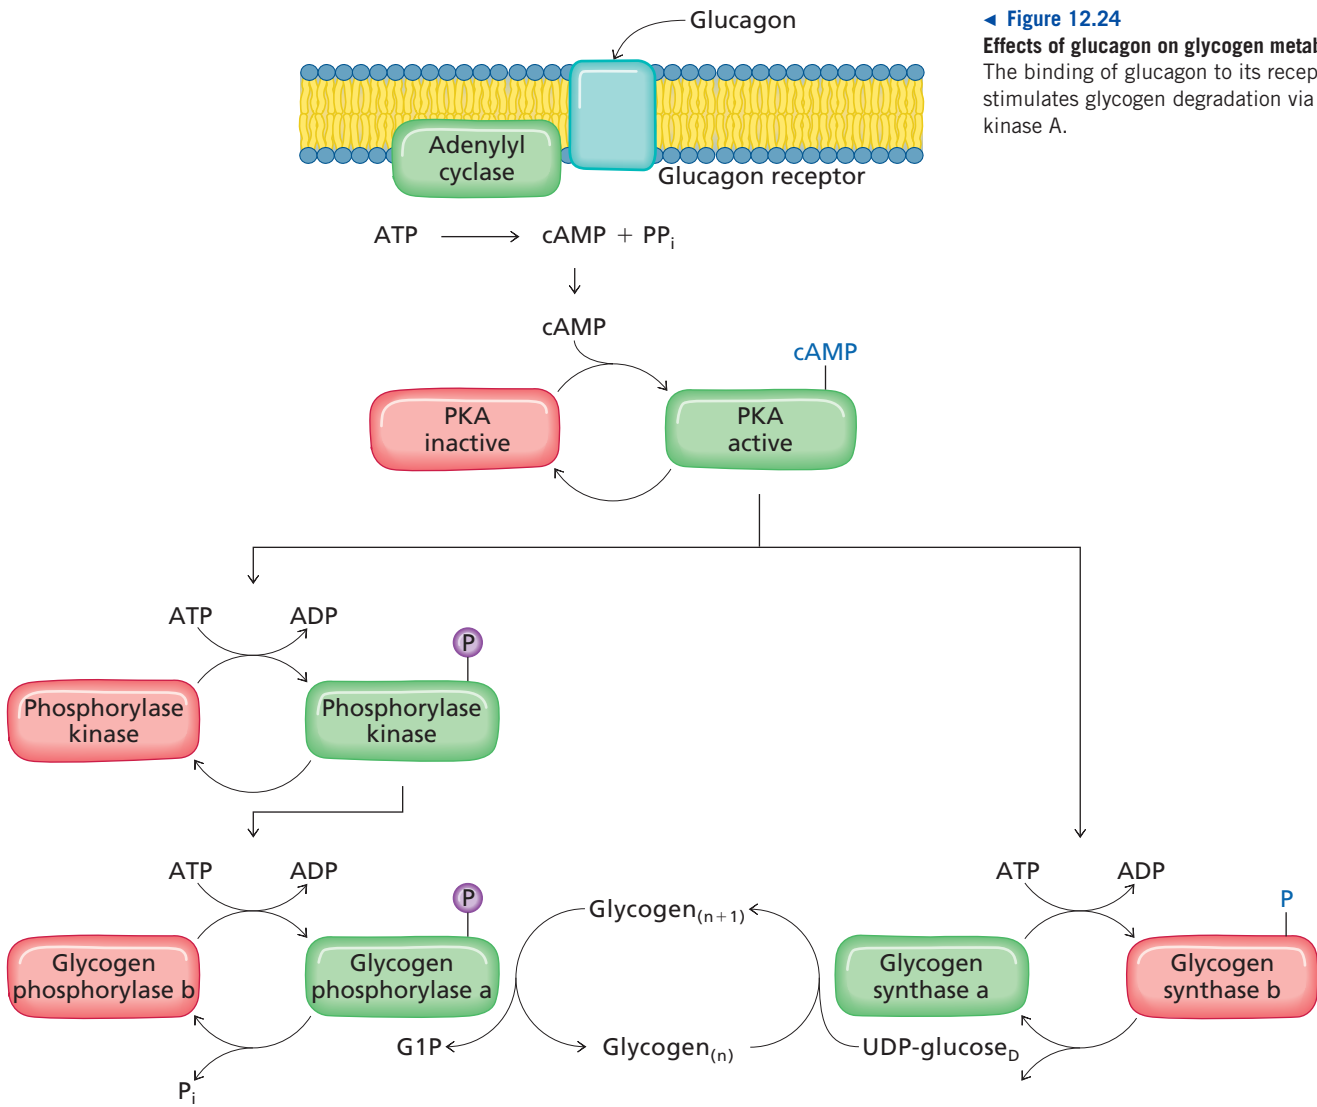 Glucagon
◄ Figure 12.24
Effects of glucagon on glycogen metab
The binding of glucagon to its recep
stimulates glycogen degradation via
kinase A.
Adenylyl
cyclase
Glucagon receptor
ATP cAMP + PPi
cAMP
cAMP
PKA
inactive
PKA
active
ATP ADP
P
Phosphorylase
kinase
Phosphorylase
kinase
ATP ADP
P
Glycogen
phosphorylase b
Glycogen
phosphorylase a
Pi
Glycogen(n+1)
G1P
Glycogen(n)
UDP-glucoseD
ATP ADP
P
Glycogen
synthase a
Glycogen
synthase b